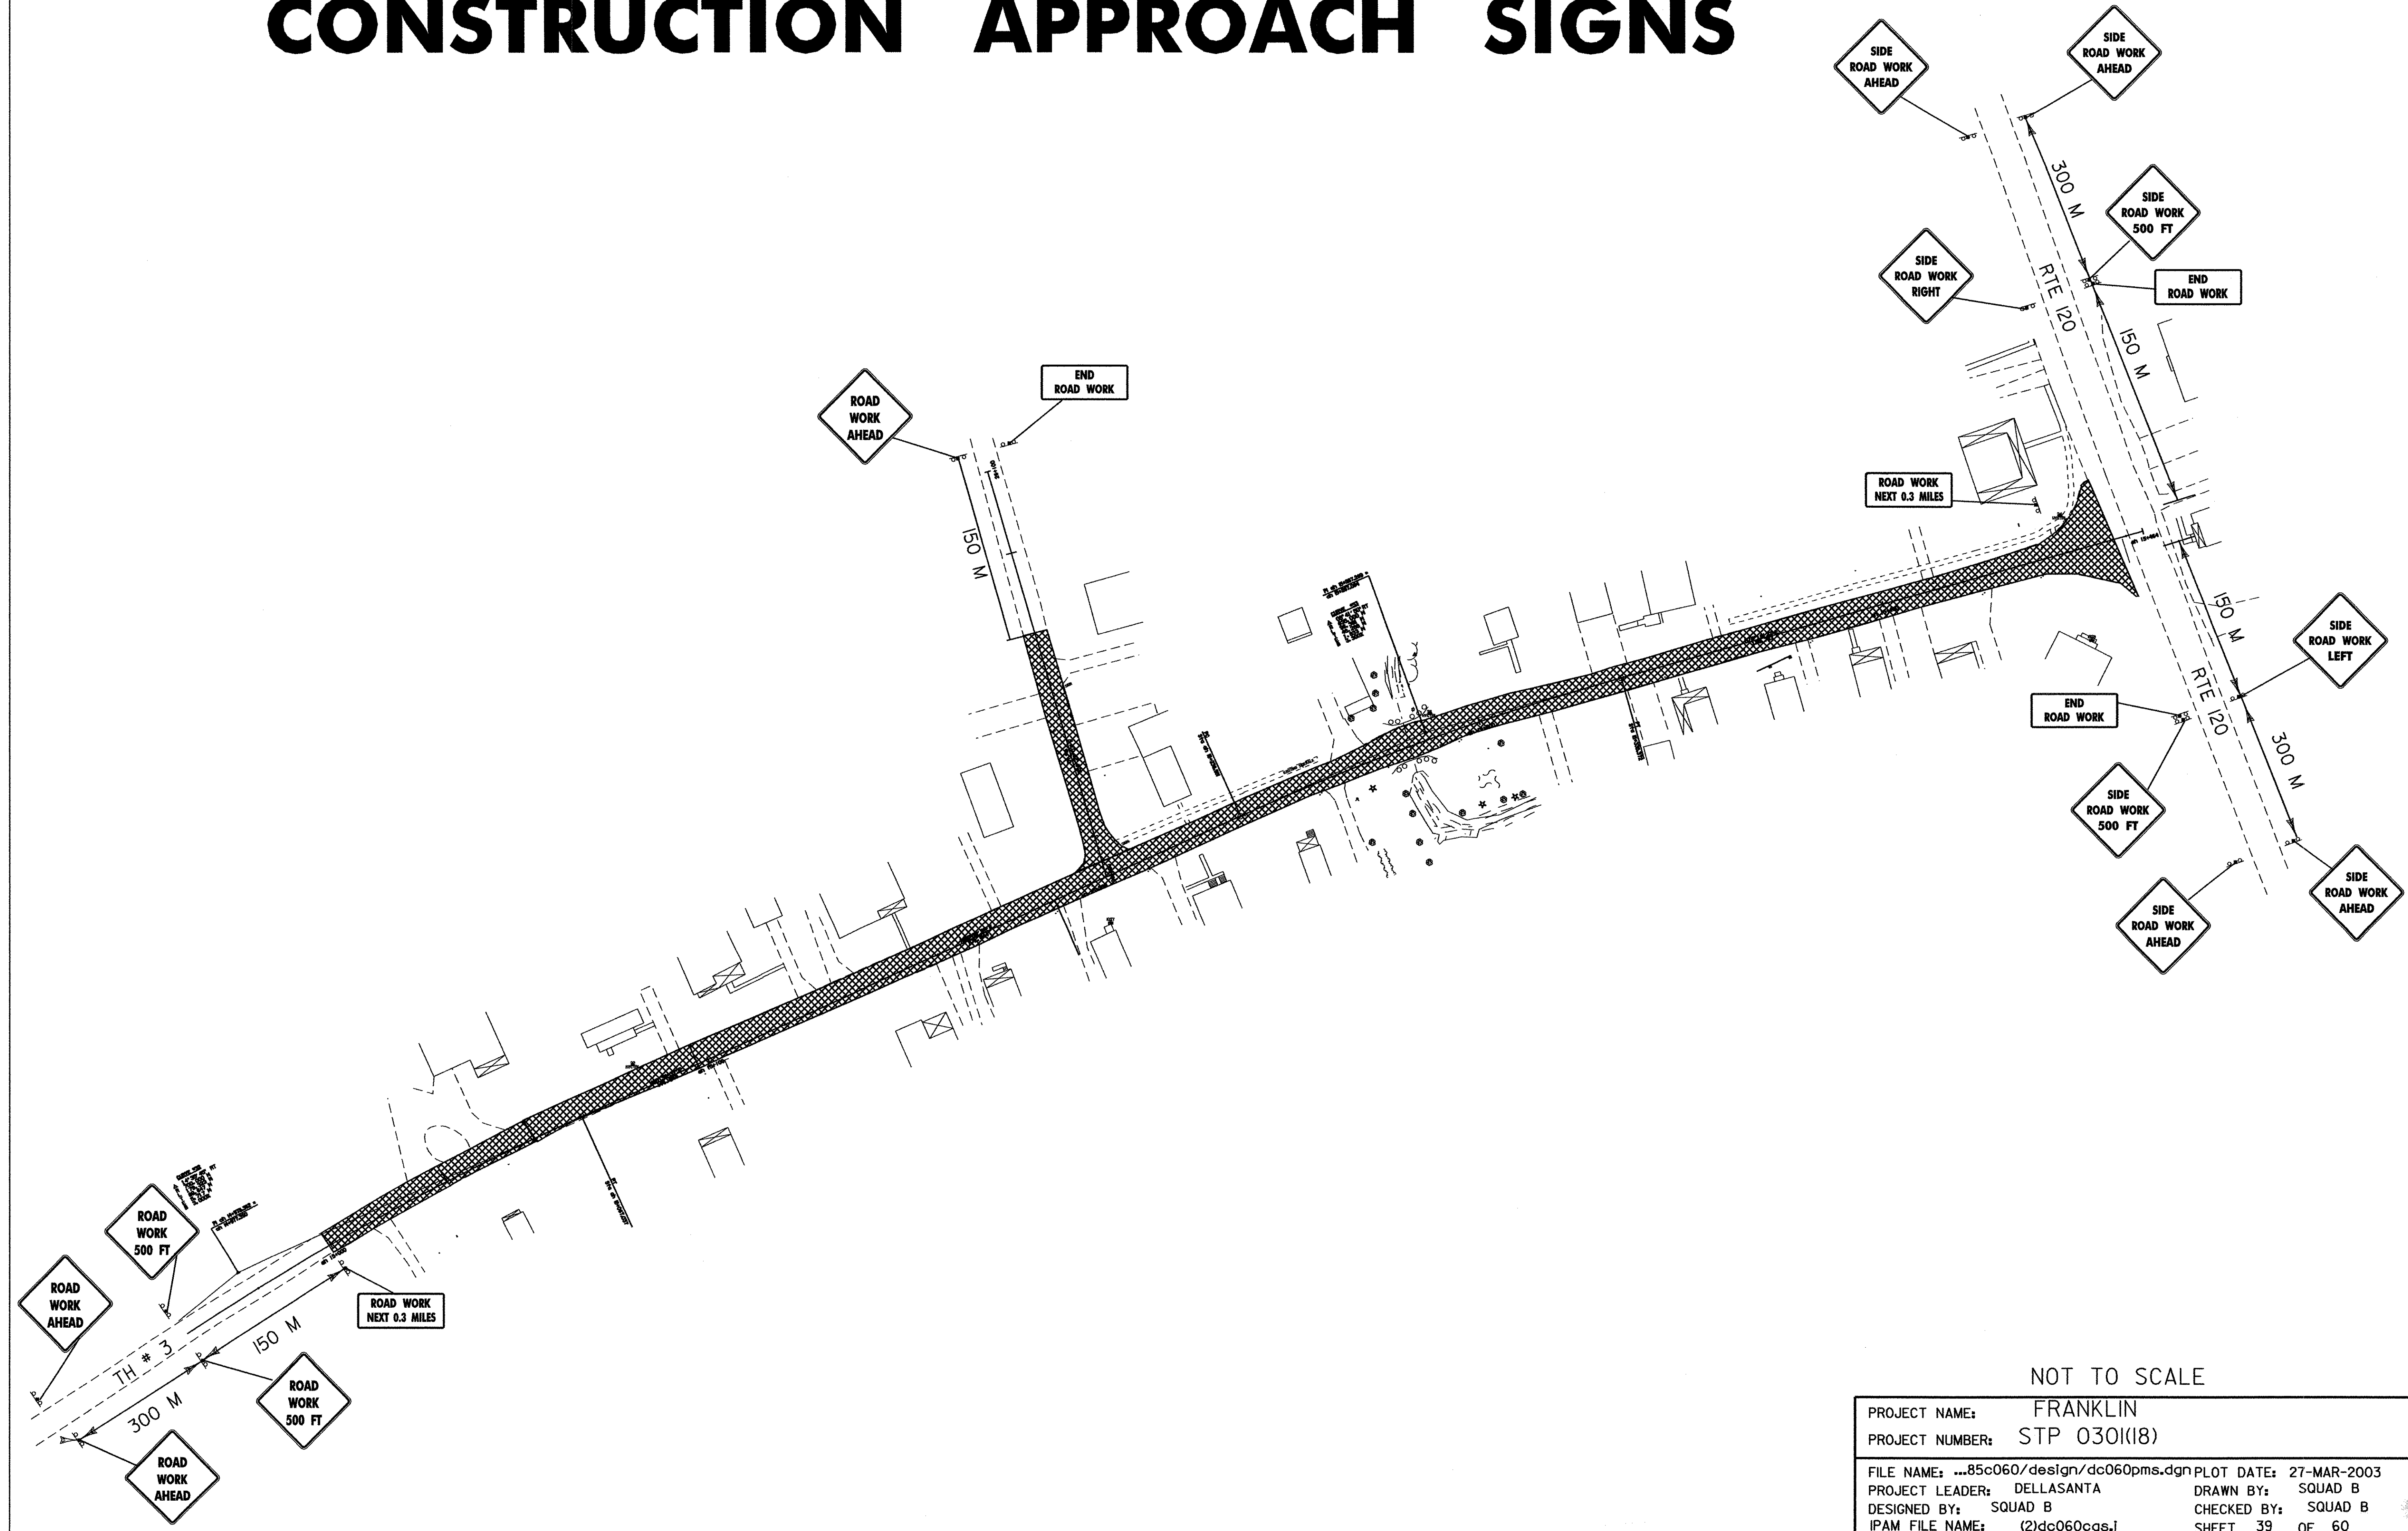 CONSTRUCTION APPROACH SIGNS
SIDE
ROAD WORK
AHEAD
SIDE
ROAD WORK
AHEAD
300 M
SIDE
ROAD WORK
500 FT
SIDE
ROAD WORK
RIGHT
RTE 120
END
ROAD WORK
150 M
ROAD
WORK
AHEAD
END
ROAD WORK
150 M
ROAD WORK
NEXT 0.3 MILES
150 M
SIDE
ROAD WORK
LEFT
RTE 120
END
ROAD WORK
300 M
SIDE
ROAD WORK
500 FT
SIDE
ROAD WORK
AHEAD
SIDE
ROAD WORK
AHEAD
ROAD
WORK
500 FT
ROAD
WORK
AHEAD
ROAD WORK
NEXT 0.3 MILES
150 M
TH # 3
300 M
ROAD
WORK
500 FT
ROAD
WORK
AHEAD
NOT TO SCALE
PROJECT NAME: FRANKLIN
PROJECT NUMBER: STP 0301(18)
FILE NAME: ...85c060/design/dc060pms.dgn PLOT DATE: 27-MAR-2003
PROJECT LEADER: DELLASANTA DRAWN BY: SQUAD B
DESIGNED BY: SQUAD B CHECKED BY: SQUAD B
IPAM FILE NAME: (2)dc060cas.i SHEET 39 OF 60